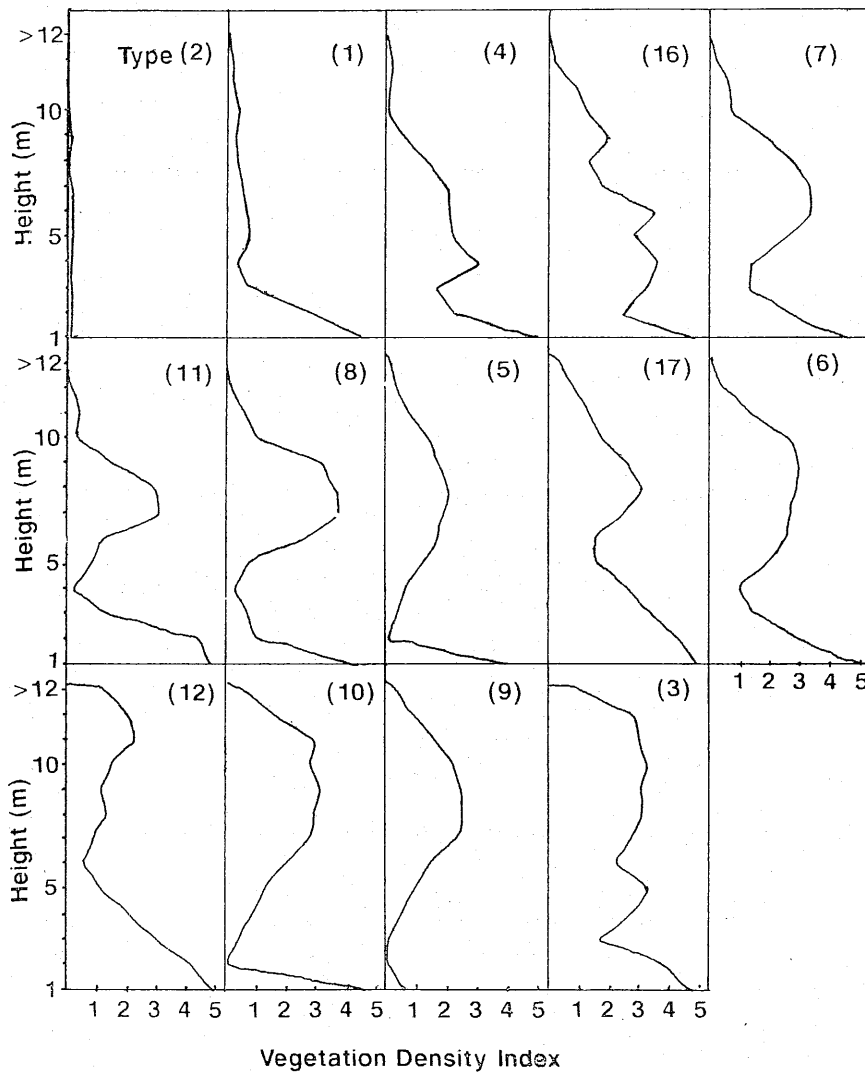 Type (2) (1) (4) (16) (7)
>12
10
5
1
Height (m)
(11) (8) (5) (17) (6)
>12
10
5
1
Height (m)
1 2 3 4 5
(12) (10) (9) (3)
>12
10
5
1
Height (m)
1 2 3 4 5 1 2 3 4 5 1 2 3 4 5 1 2 3 4 5
Vegetation Density Index